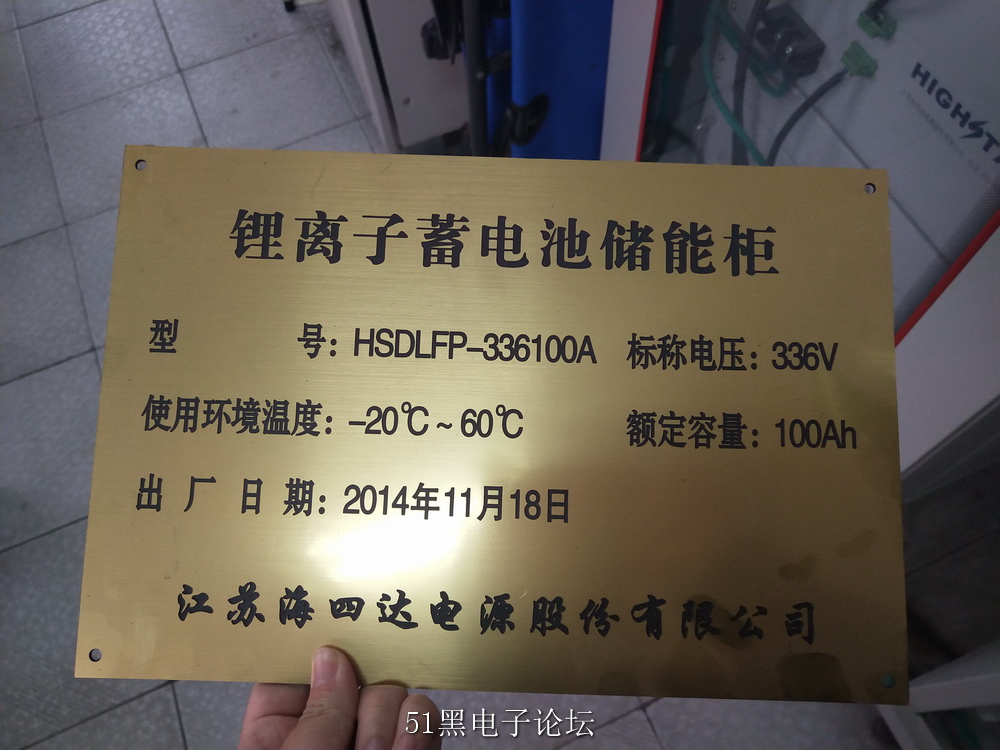 HIGHSTA
锂离子蓄电池储能柜
型 号：HSDLFP-336100A 标称电压：336V
使用环境温度：-20℃～60℃ 额定容量：100Ah
出厂日期：2014年11月18日
江苏海四达电源股份有限公司
51黑电子论坛